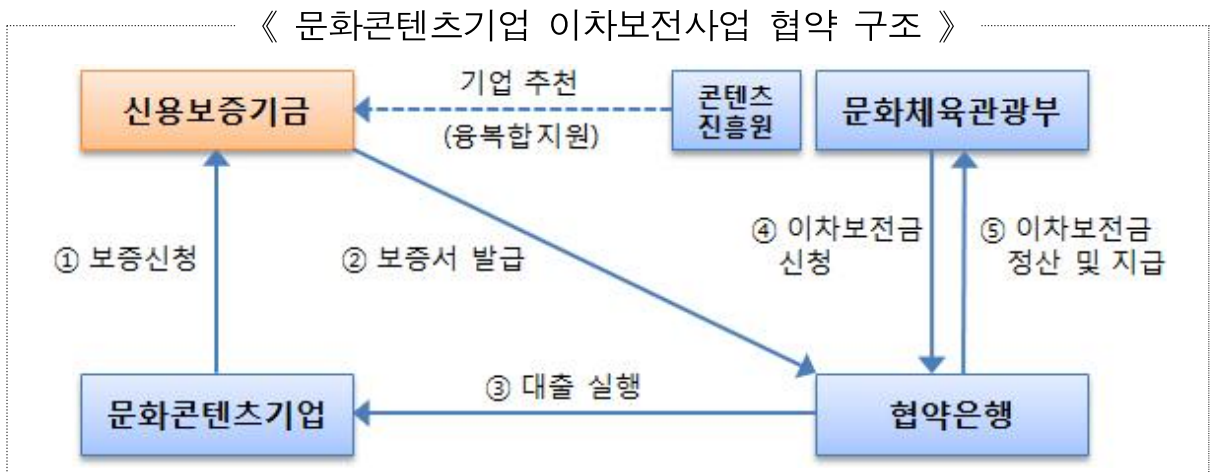 《 문화콘텐츠기업 이차보전사업 협약 구조 》
신용보증기금
기업 추천
(융복합지원)
콘텐츠
진흥원
문화체육관광부
① 보증신청
② 보증서 발급
④ 이차보전금
신청
⑤ 이차보전금
정산 및 지급
③ 대출 실행
문화콘텐츠기업
협약은행